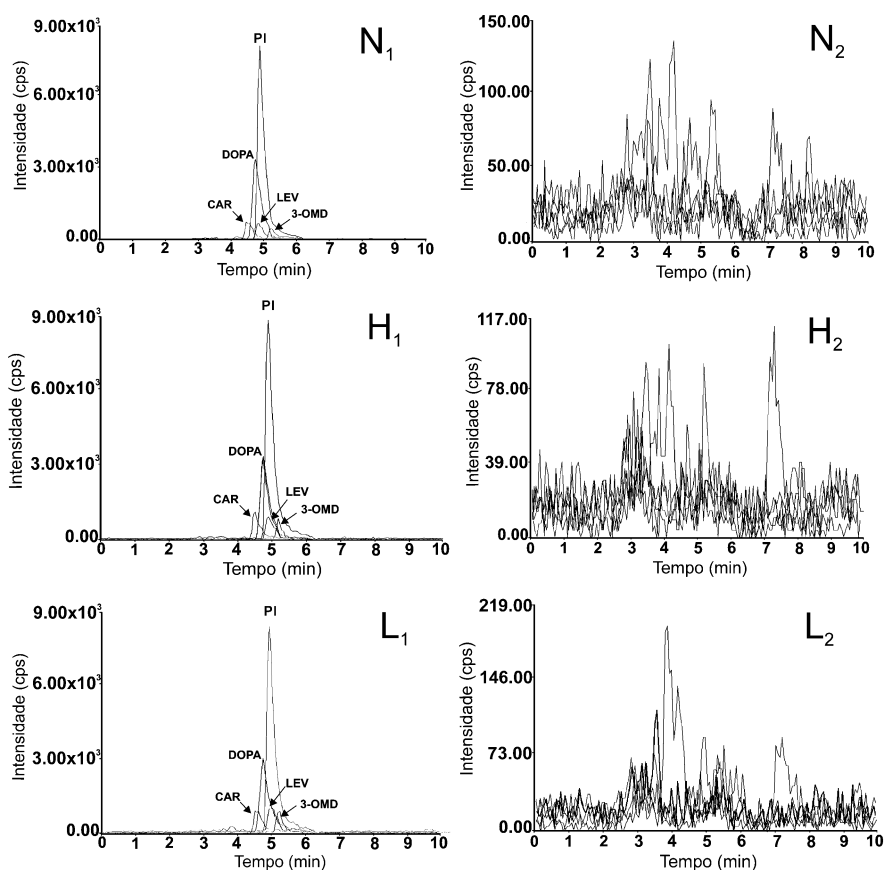 N1
Intensidade (cps)
9.00x10³
6.00x10³
3.00x10³
0.00
PI
DOPA
CAR
LEV
3-OMD
0 1 2 3 4 5 6 7 8 9 10
Tempo (min)
N2
Intensidade (cps)
150.00
100.00
50.00
0.00
0 1 2 3 4 5 6 7 8 9 10
Tempo (min)
H1
Intensidade (cps)
9.00x10³
6.00x10³
3.00x10³
0.00
PI
DOPA
CAR
LEV
3-OMD
0 1 2 3 4 5 6 7 8 9 10
Tempo (min)
H2
Intensidade (cps)
117.00
78.00
39.00
0.00
0 1 2 3 4 5 6 7 8 9 10
Tempo (min)
L1
Intensidade (cps)
9.00x10³
6.00x10³
3.00x10³
0.00
PI
DOPA
CAR
LEV
3-OMD
0 1 2 3 4 5 6 7 8 9 10
Tempo (min)
L2
Intensidade (cps)
219.00
146.00
73.00
0.00
0 1 2 3 4 5 6 7 8 9 10
Tempo (min)